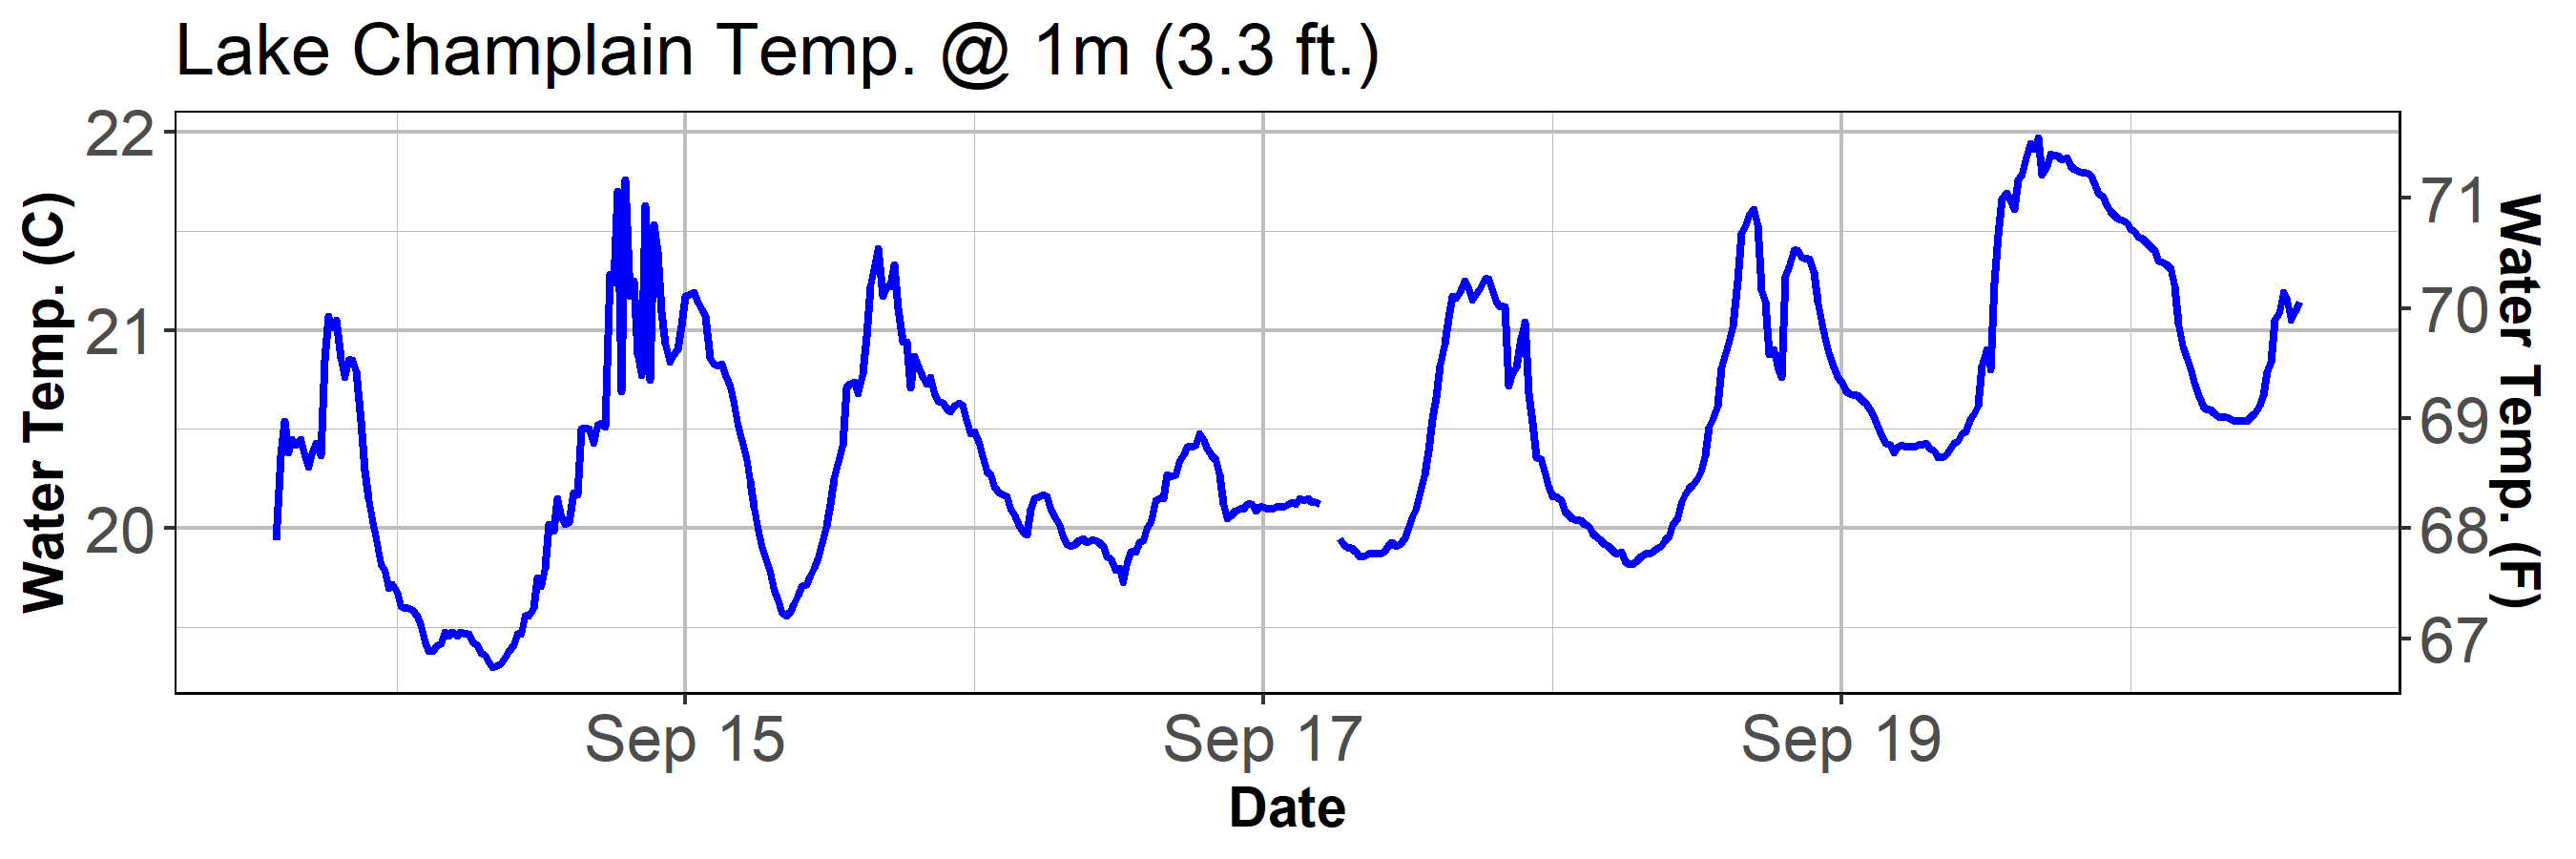 Lake Champlain Temp. @ 1m (3.3 ft.)
Water Temp. (C)
22
21
20
71
70
69
68
67
Water Temp. (F)
Sep 15 Sep 17 Sep 19
Date